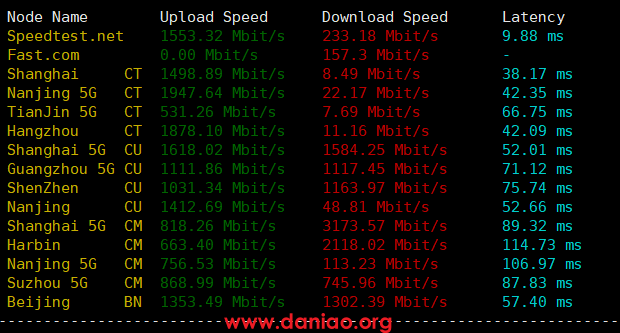 Node Name Upload Speed Download Speed Latency
Speedtest.net 1553.32 Mbit/s 233.18 Mbit/s 9.88 ms
Fast.com 0.00 Mbit/s 157.3 Mbit/s -
Shanghai CT 1498.89 Mbit/s 8.49 Mbit/s 38.17 ms
Nanjing 5G CT 1947.64 Mbit/s 22.17 Mbit/s 42.35 ms
TianJin 5G CT 531.26 Mbit/s 7.69 Mbit/s 66.75 ms
Hangzhou CT 1878.10 Mbit/s 11.16 Mbit/s 42.09 ms
Shanghai 5G CU 1618.02 Mbit/s 1584.25 Mbit/s 52.01 ms
Guangzhou 5G CU 1111.86 Mbit/s 1117.45 Mbit/s 71.12 ms
ShenZhen CU 1031.34 Mbit/s 1163.97 Mbit/s 75.74 ms
Nanjing CU 1412.69 Mbit/s 48.81 Mbit/s 52.66 ms
Shanghai 5G CM 818.26 Mbit/s 3173.57 Mbit/s 89.32 ms
Harbin CM 663.40 Mbit/s 2118.02 Mbit/s 114.73 ms
Nanjing 5G CM 756.53 Mbit/s 113.23 Mbit/s 106.97 ms
Suzhou 5G CM 868.99 Mbit/s 745.96 Mbit/s 87.83 ms
Beijing BN 1353.49 Mbit/s 1302.39 Mbit/s 57.40 ms
www.daniao.org